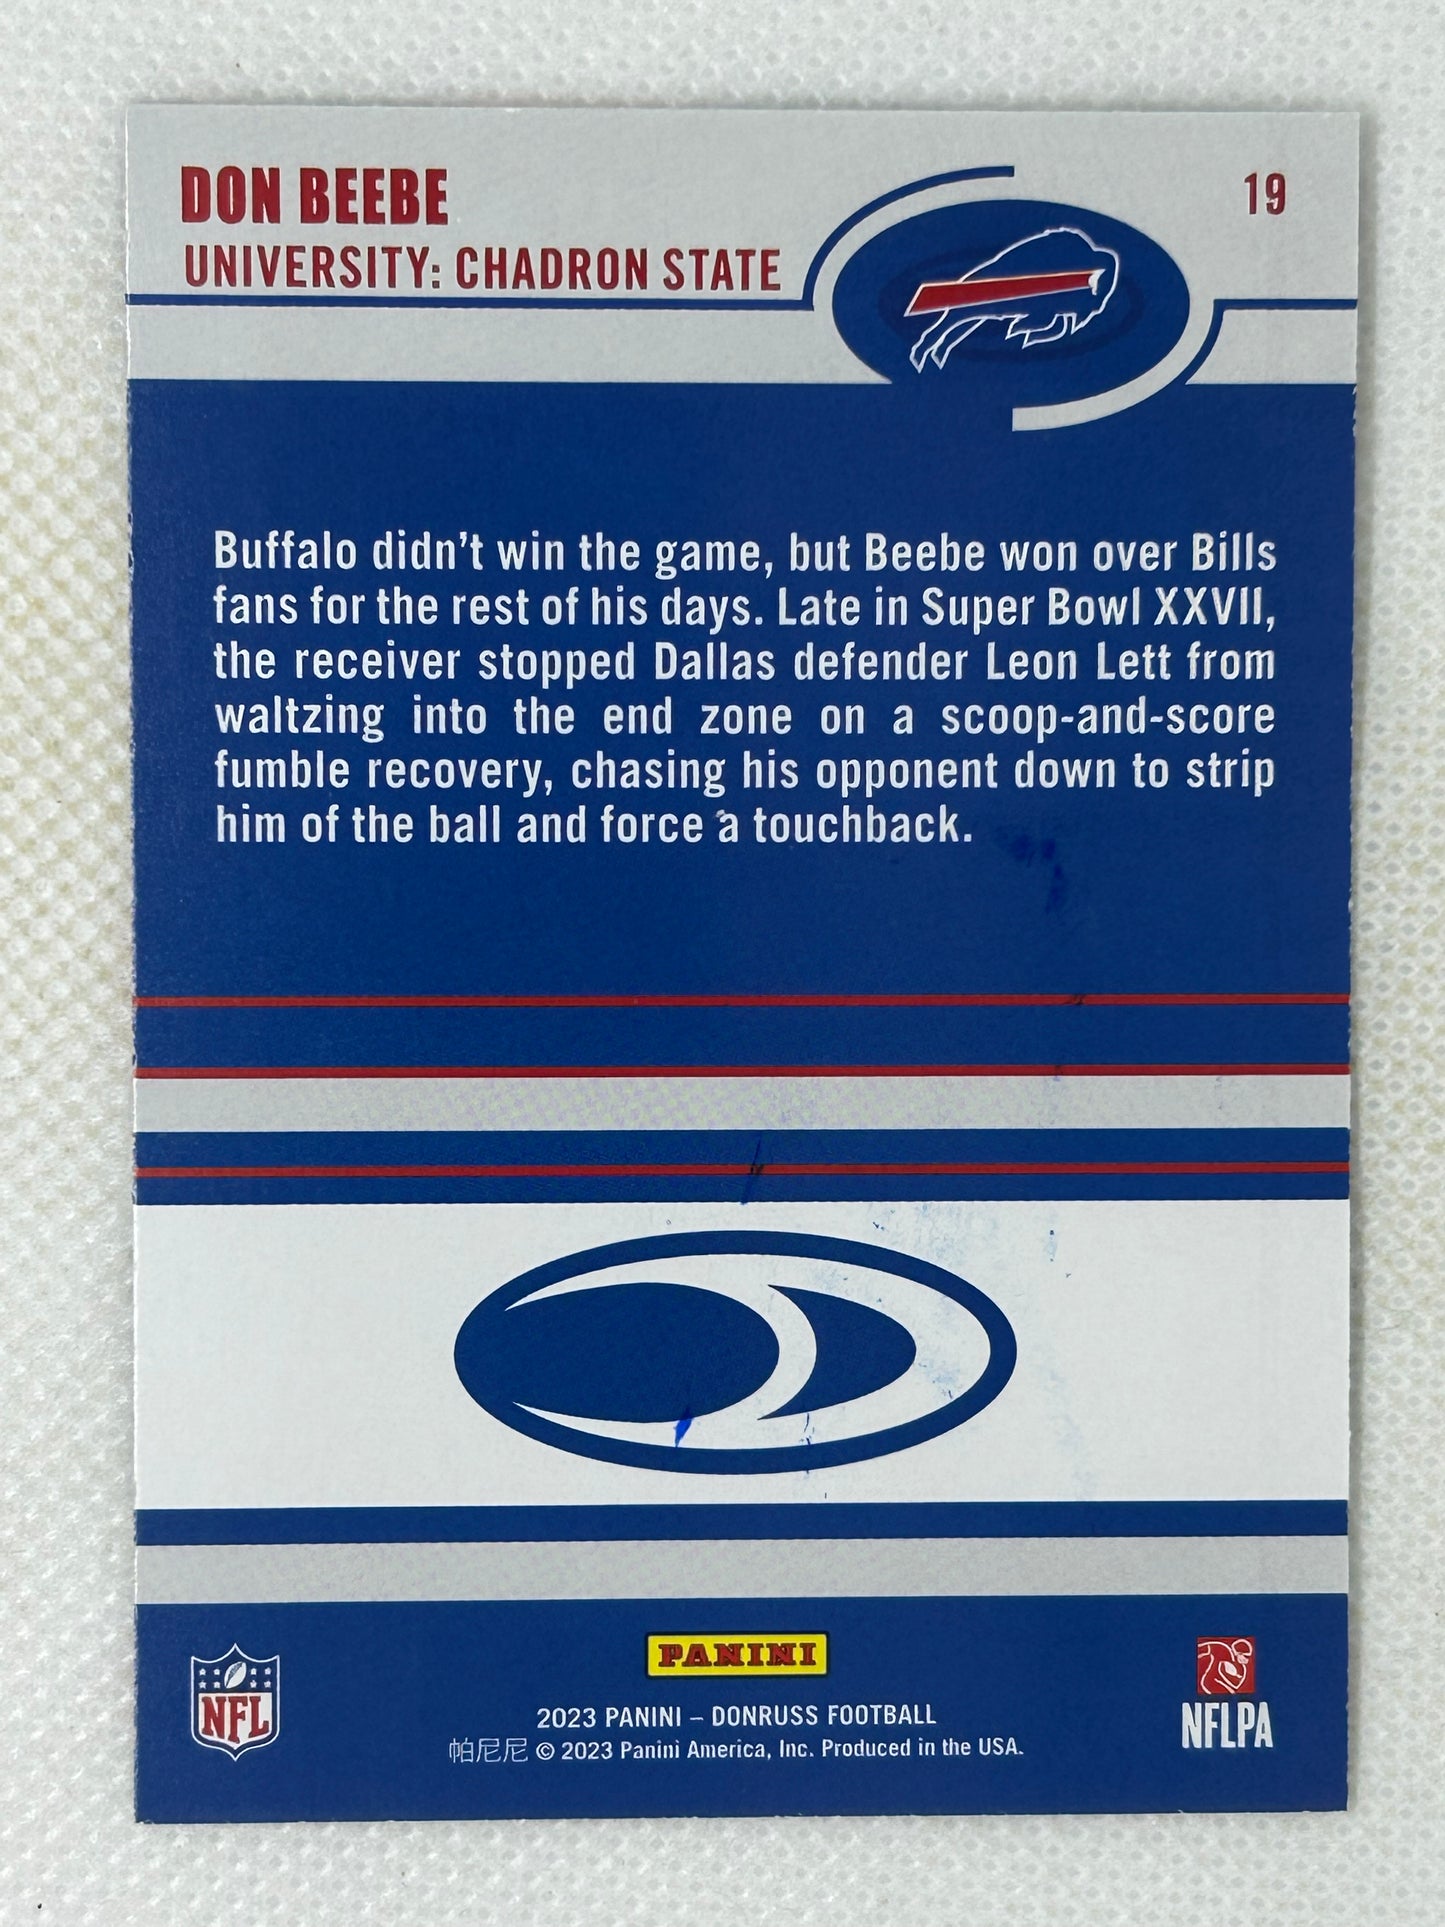 DON BEEBE
19
UNIVERSITY: CHADRON STATE
Buffalo didn't win the game, but Beebe won over Bills
fans for the rest of his days. Late in Super Bowl XXVII,
the receiver stopped Dallas defender Leon Lett from
waltzing into the end zone on a scoop-and-score
fumble recovery, chasing his opponent down to strip
him of the ball and force a touchback.
NFL
PANINI
2023 PANINI – DONRUSS FOOTBALL
帕尼尼 © 2023 Panini America, Inc. Produced in the USA.
NFLPA